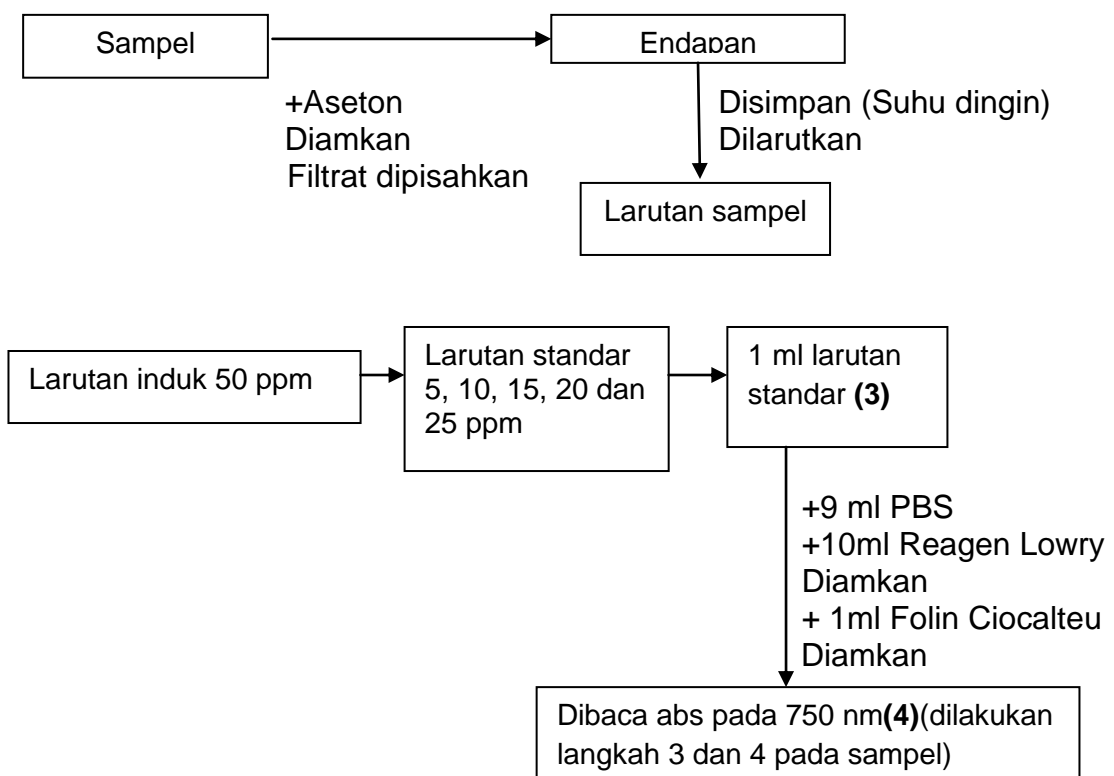 Sampel
Endapan
+Aseton
Diamkan
Filtrat dipisahkan
Disimpan (Suhu dingin)
Dilarutkan
Larutan sampel
Larutan induk 50 ppm
Larutan standar
5, 10, 15, 20 dan
25 ppm
1 ml larutan
standar (3)
+9 ml PBS
+10ml Reagen Lowry
Diamkan
+ 1ml Folin Ciocalteu
Diamkan
Dibaca abs pada 750 nm(4)(dilakukan
langkah 3 dan 4 pada sampel)